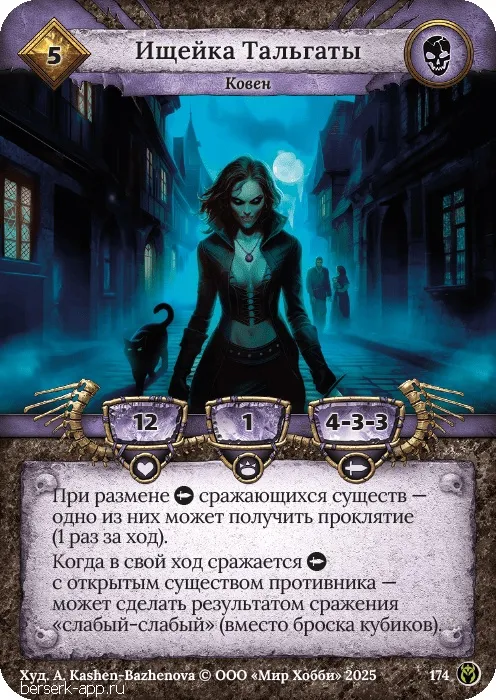 5
Ищейка Тальгаты
Ковен
12
1
4-3-3
При размене сражающихся существ —
одно из них может получить проклятие
(1 раз за ход).
Когда в свой ход сражается
с открытым существом противника —
может сделать результатом сражения
«слабый-слабый» (вместо броска кубиков).
Худ. A. Kashen-Bazhenova © ООО «Мир Хобби» 2025
174
berserk-app.ru